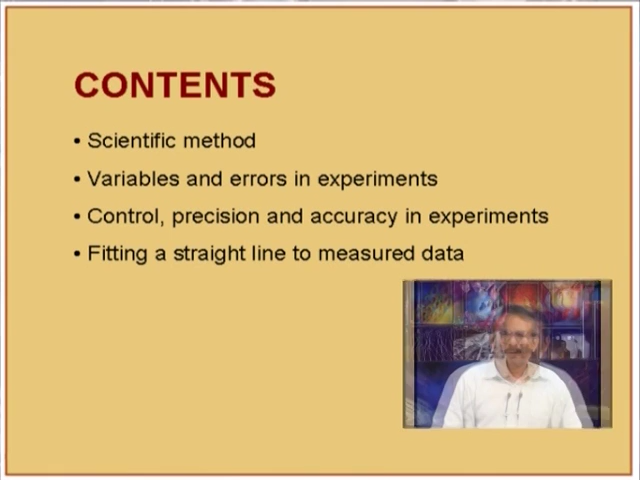 CONTENTS
• Scientific method
• Variables and errors in experiments
• Control, precision and accuracy in experiments
• Fitting a straight line to measured data